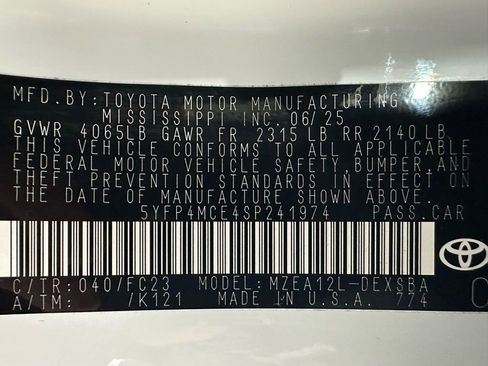 MFD.BY:TOYOTA MOTOR MANUFACTURING
MISSISSIPPI INC.06/25
GVWR 4065LB GAWR FR 2315 LB RR 2140LB
THIS VEHICLE CONFORMS TO ALL APPLICABLE
FEDERAL MOTOR VEHICLE SAFETY,BUMPER,AND
THEFT PREVENTION STANDARDS IN EFFECT ON
THE DATE OF MANUFACTURE SHOWN ABOVE.
5YFP4MCE4SP241974 PASS.CAR
C/TR:040/FC23 MODEL:MZEA12L-DEXSBA
A/TM: /K121 MADE IN U.S.A. 774